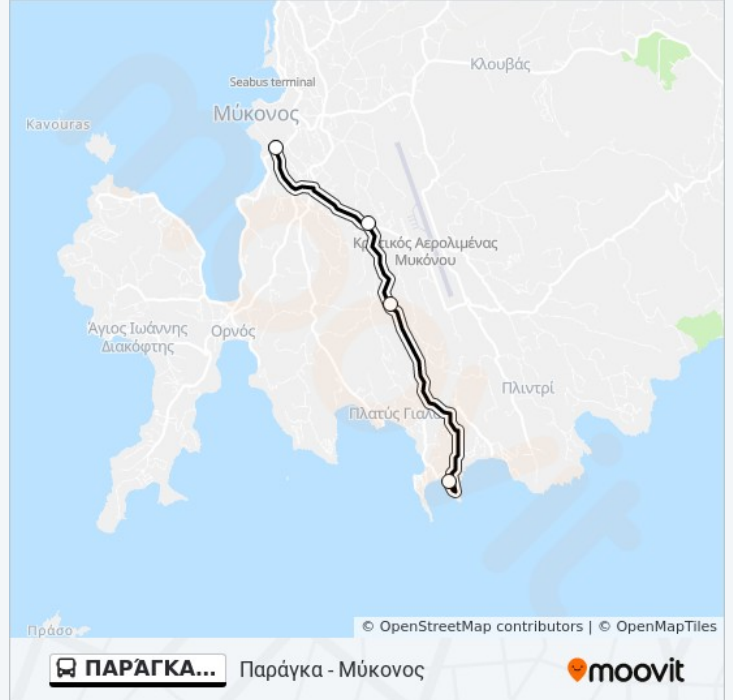 Κλουβάς
Seabus terminal
Μύκονος
Kavouras
Κρατικός Αερολιμένας
Μυκόνου
Άγιος Ιωάννης
Διακόφτης
Ορνός
Πλιντρί
Πλατύς Γιαλ
Πράσο
© OpenStreetMap contributors | © OpenMapTiles
ΠΑΡΆΓΚΑ...
Παράγκα - Μύκονος
moovit